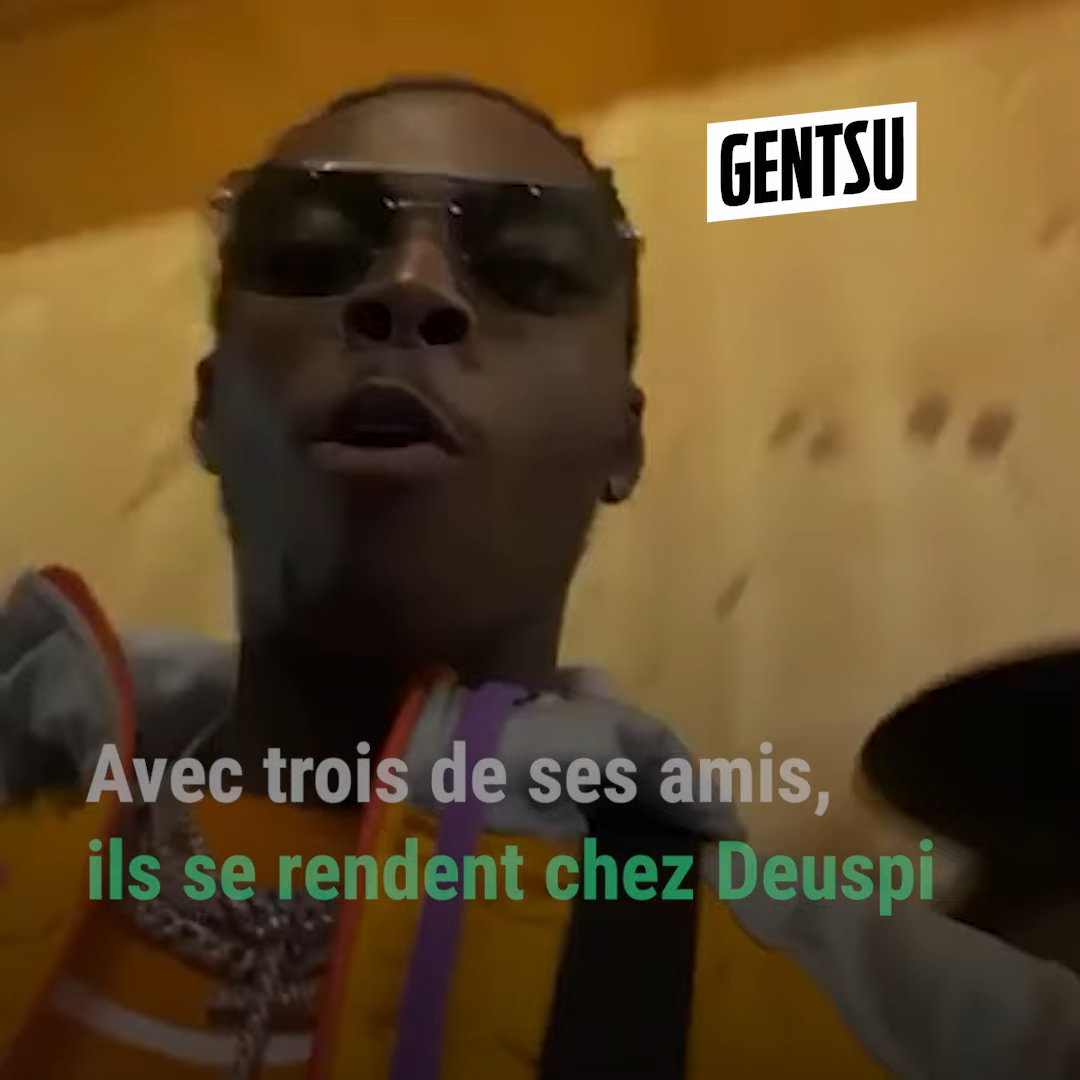 GENTSU
Avec trois de ses amis,
ils se rendent chez Deuspi